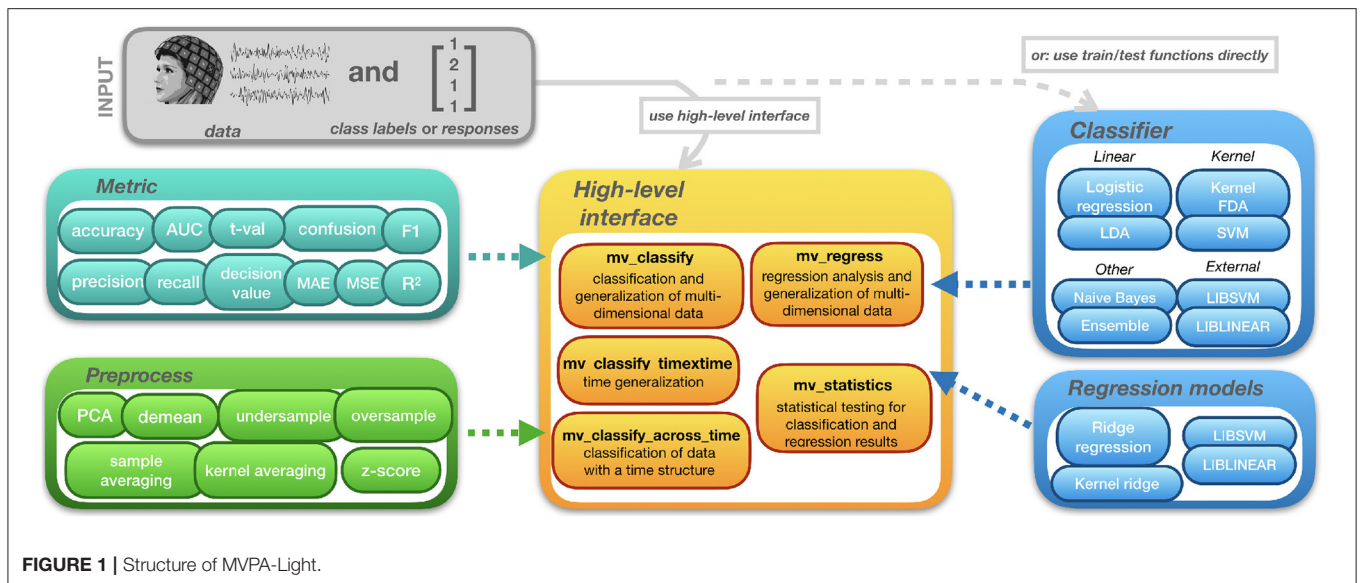 INPUT
data
and
1
2
1
1
class labels or responses
or: use train/test functions directly
use high-level interface
Metric
accuracy
AUC
t-val
confusion
F1
precision
recall
decision
value
MAE
MSE
R²
Preprocess
PCA
demean
undersample
oversample
sample
averaging
kernel averaging
z-score
High-level
interface
mv_classify
classification and
generalization of multi-
dimensional data
mv_regress
regression analysis and
generalization of multi-
dimensional data
mv_classify_timextime
time generalization
mv_statistics
statistical testing for
classification and
regression results
mv_classify_across_time
classification of data
with a time structure
Classifier
Linear
Kernel
Logistic
regression
Kernel
FDA
LDA
SVM
Other
External
Naive Bayes
LIBSVM
Ensemble
LIBLINEAR
Regression models
Ridge
regression
LIBSVM
LIBLINEAR
Kernel ridge
FIGURE 1 | Structure of MVPA-Light.